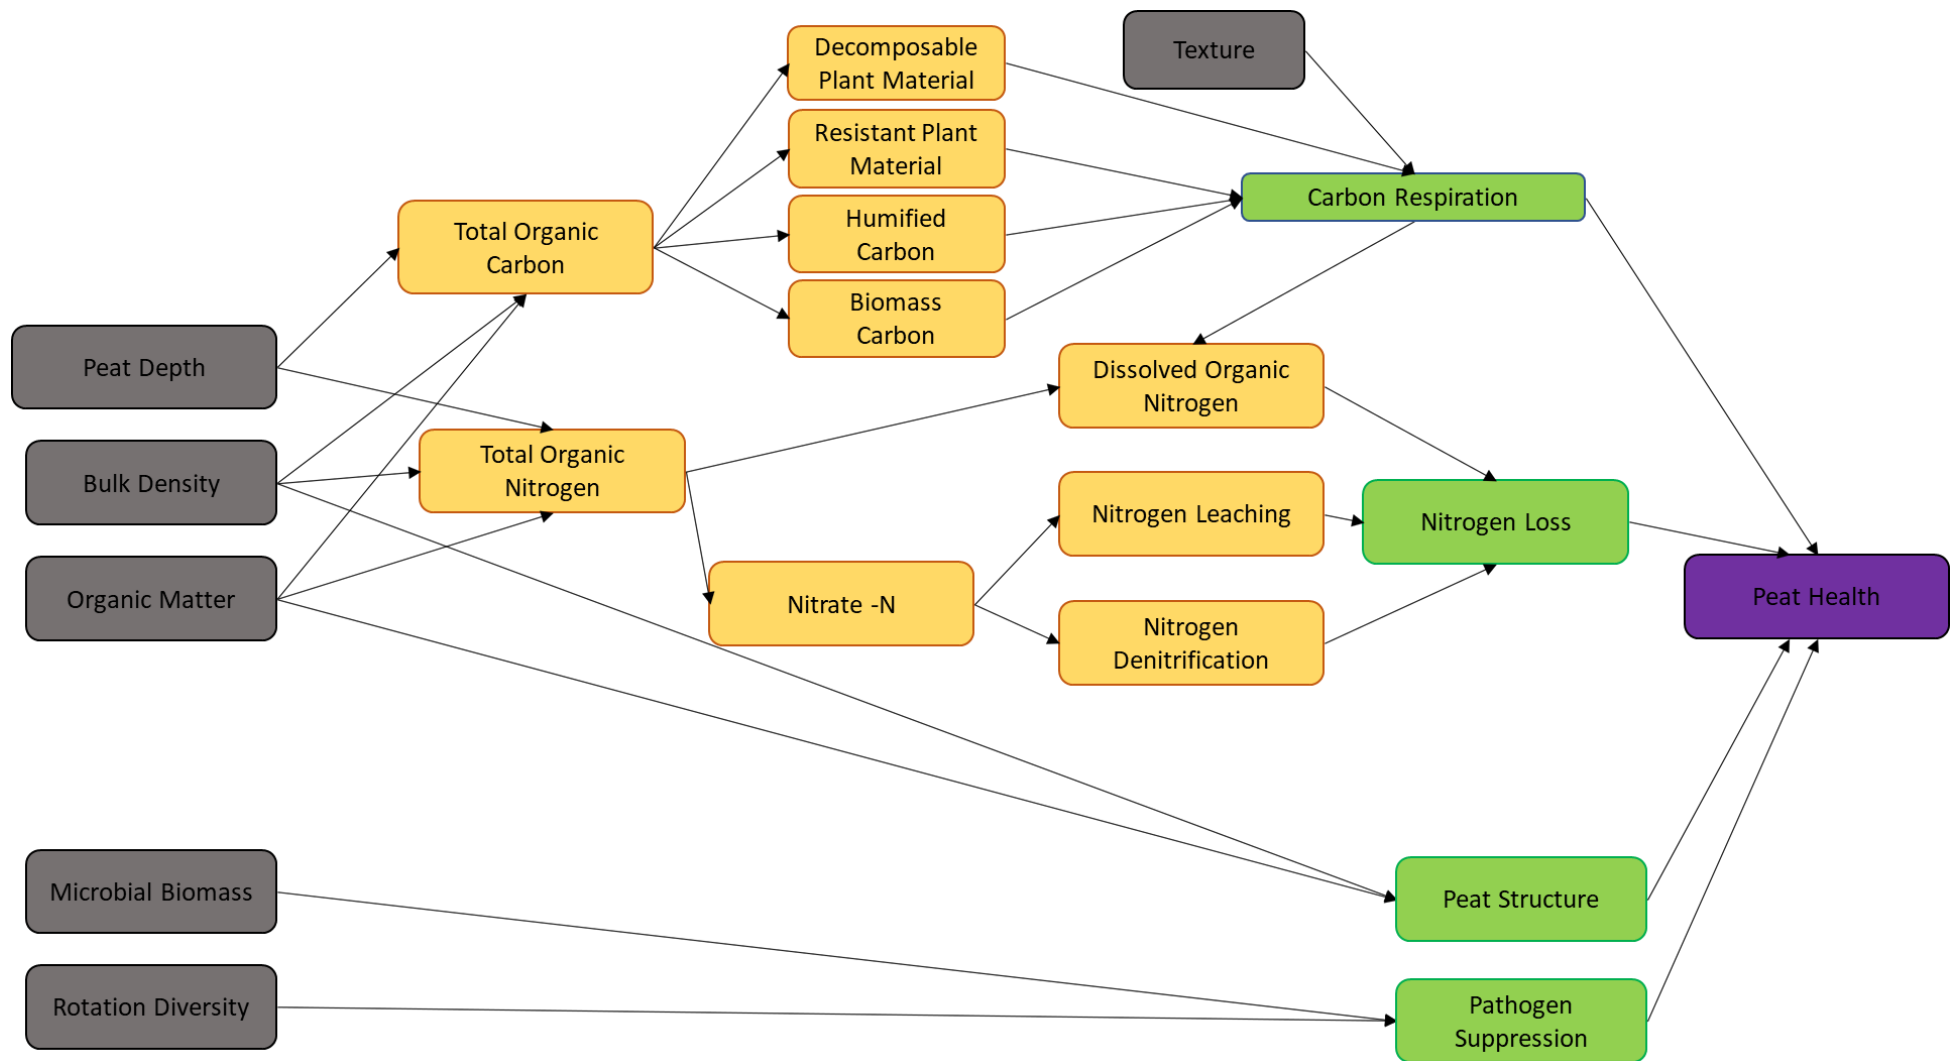 Decomposable
Plant Material
Texture
Resistant Plant
Material
Carbon Respiration
Humified
Carbon
Total Organic
Carbon
Biomass
Carbon
Peat Depth
Dissolved Organic
Nitrogen
Bulk Density
Total Organic
Nitrogen
Nitrogen Leaching
Nitrogen Loss
Organic Matter
Nitrate -N
Peat Health
Nitrogen
Denitrification
Microbial Biomass
Peat Structure
Rotation Diversity
Pathogen
Suppression